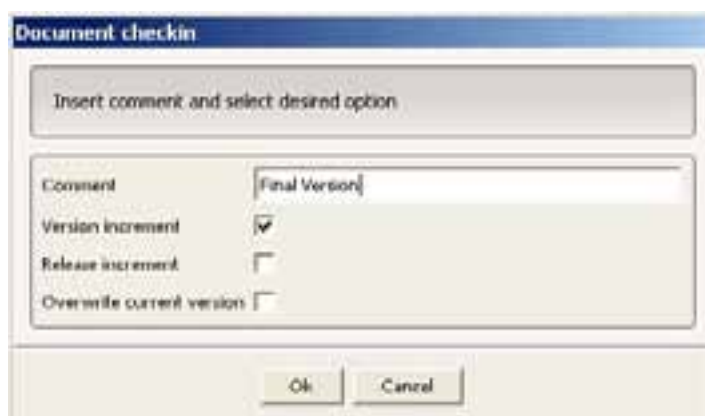 Document checkin
Insert comment and select desired option
Comment
Final Version
Version increment
Release increment
Overwrite current version
Ok
Cancel